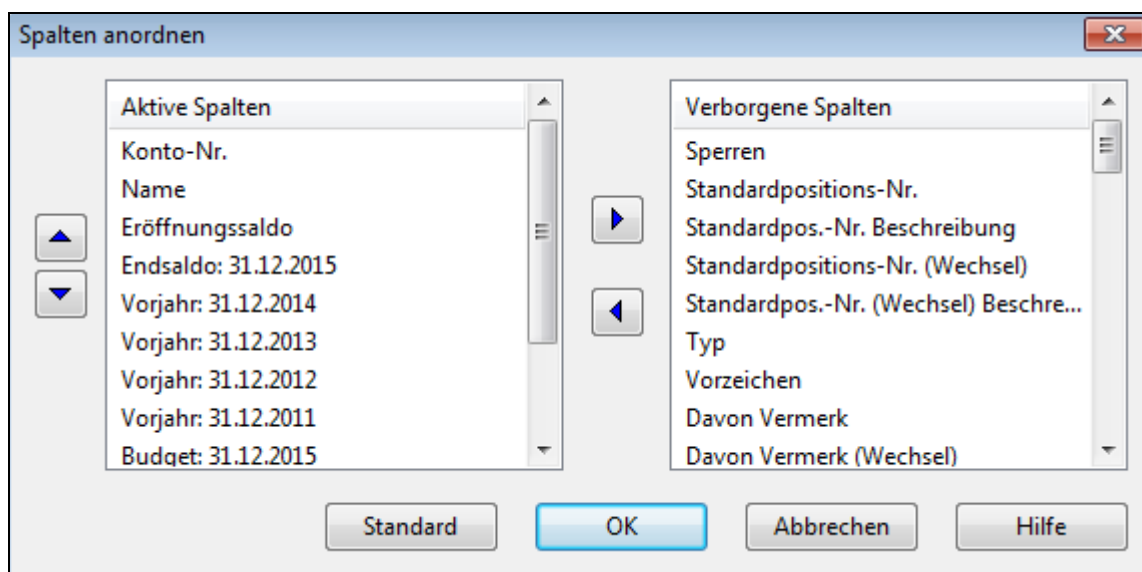 Spalten anordnen
Aktive Spalten
Konto-Nr.
Name
Eröffnungssaldo
Endsaldo: 31.12.2015
Vorjahr: 31.12.2014
Vorjahr: 31.12.2013
Vorjahr: 31.12.2012
Vorjahr: 31.12.2011
Budget: 31.12.2015
Verborgene Spalten
Sperren
Standardpositions-Nr.
Standardpos.-Nr. Beschreibung
Standardpositions-Nr. (Wechsel)
Standardpos.-Nr. (Wechsel) Beschre...
Typ
Vorzeichen
Davon Vermerk
Davon Vermerk (Wechsel)
Standard
OK
Abbrechen
Hilfe